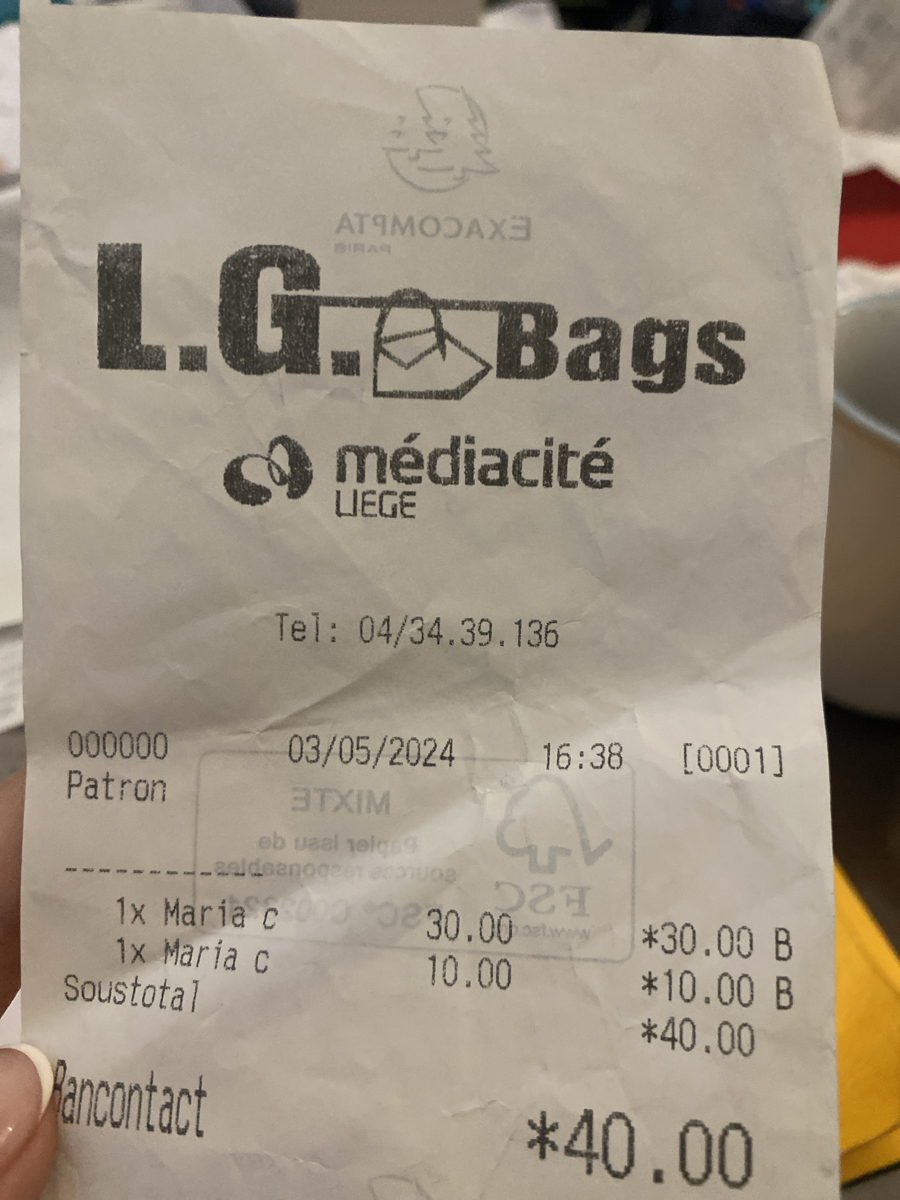 EXACOMPTA
PARIS
L.G. Bags
médiacité
LIEGE
Tel: 04/34.39.136
000000 03/05/2024 16:38 [0001]
Patron
MIXTE
Papier issu de
sources responsables
FSC
--------------
1x Maria c 30.00 *30.00 B
1x Maria c 10.00 *10.00 B
Soustotal *40.00
Bancontact *40.00